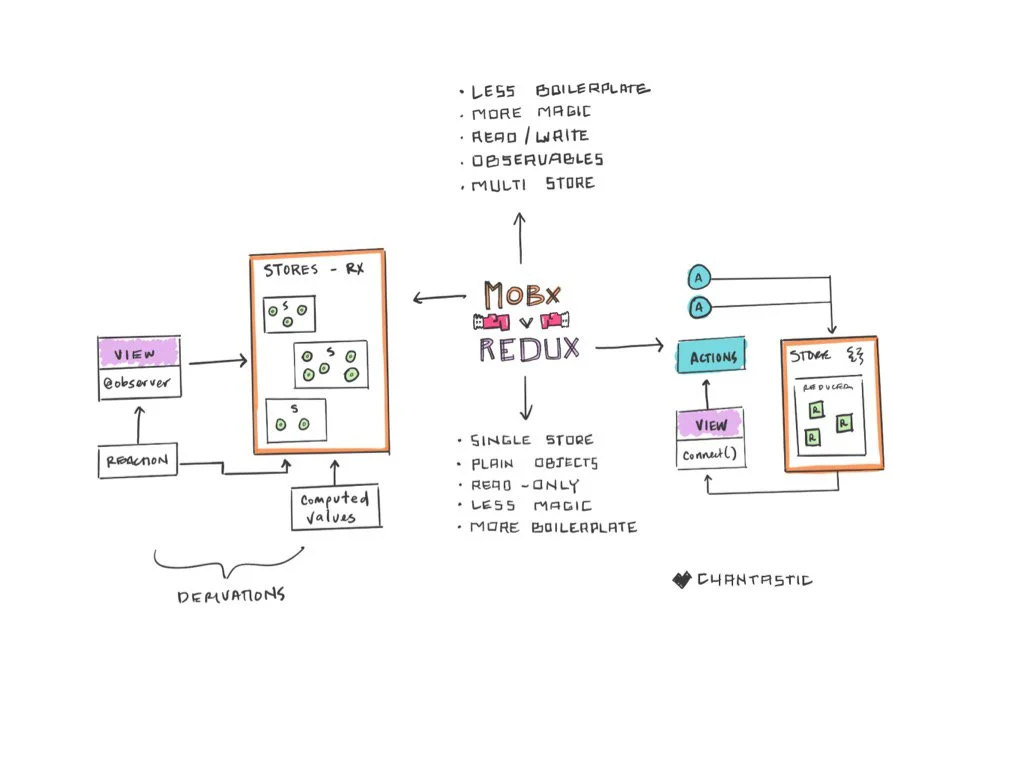 • LESS BOILERPLATE
• MORE MAGIC
• READ/WRITE
• OBSERVABLES
• MULTI STORE
STORES - RX
S
S
S
VIEW
@observer
REACTION
computed
values
DERIVATIONS
MOBX
V
REDUX
• SINGLE STORE
• PLAIN OBJECTS
• READ-ONLY
• LESS MAGIC
• MORE BOILERPLATE
A
A
ACTIONS
VIEW
connect()
STORE {}
REDUCER
R
R
R
♥ CHANTASTIC